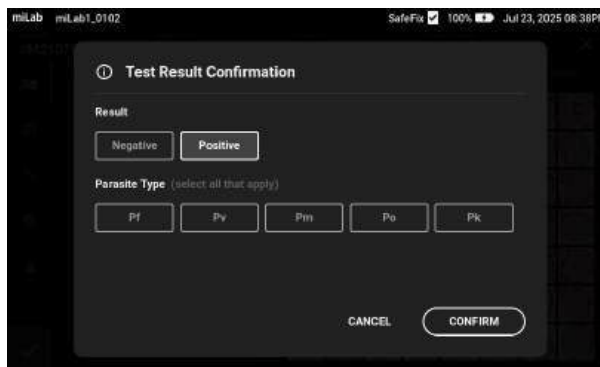 miLab miLab1_0102 SafeFix 100% Jul 23, 2025 08:38P
Test Result Confirmation
Result
Negative Positive
Parasite Type (select all that apply)
Pf Pv Pm Po Pk
CANCEL CONFIRM